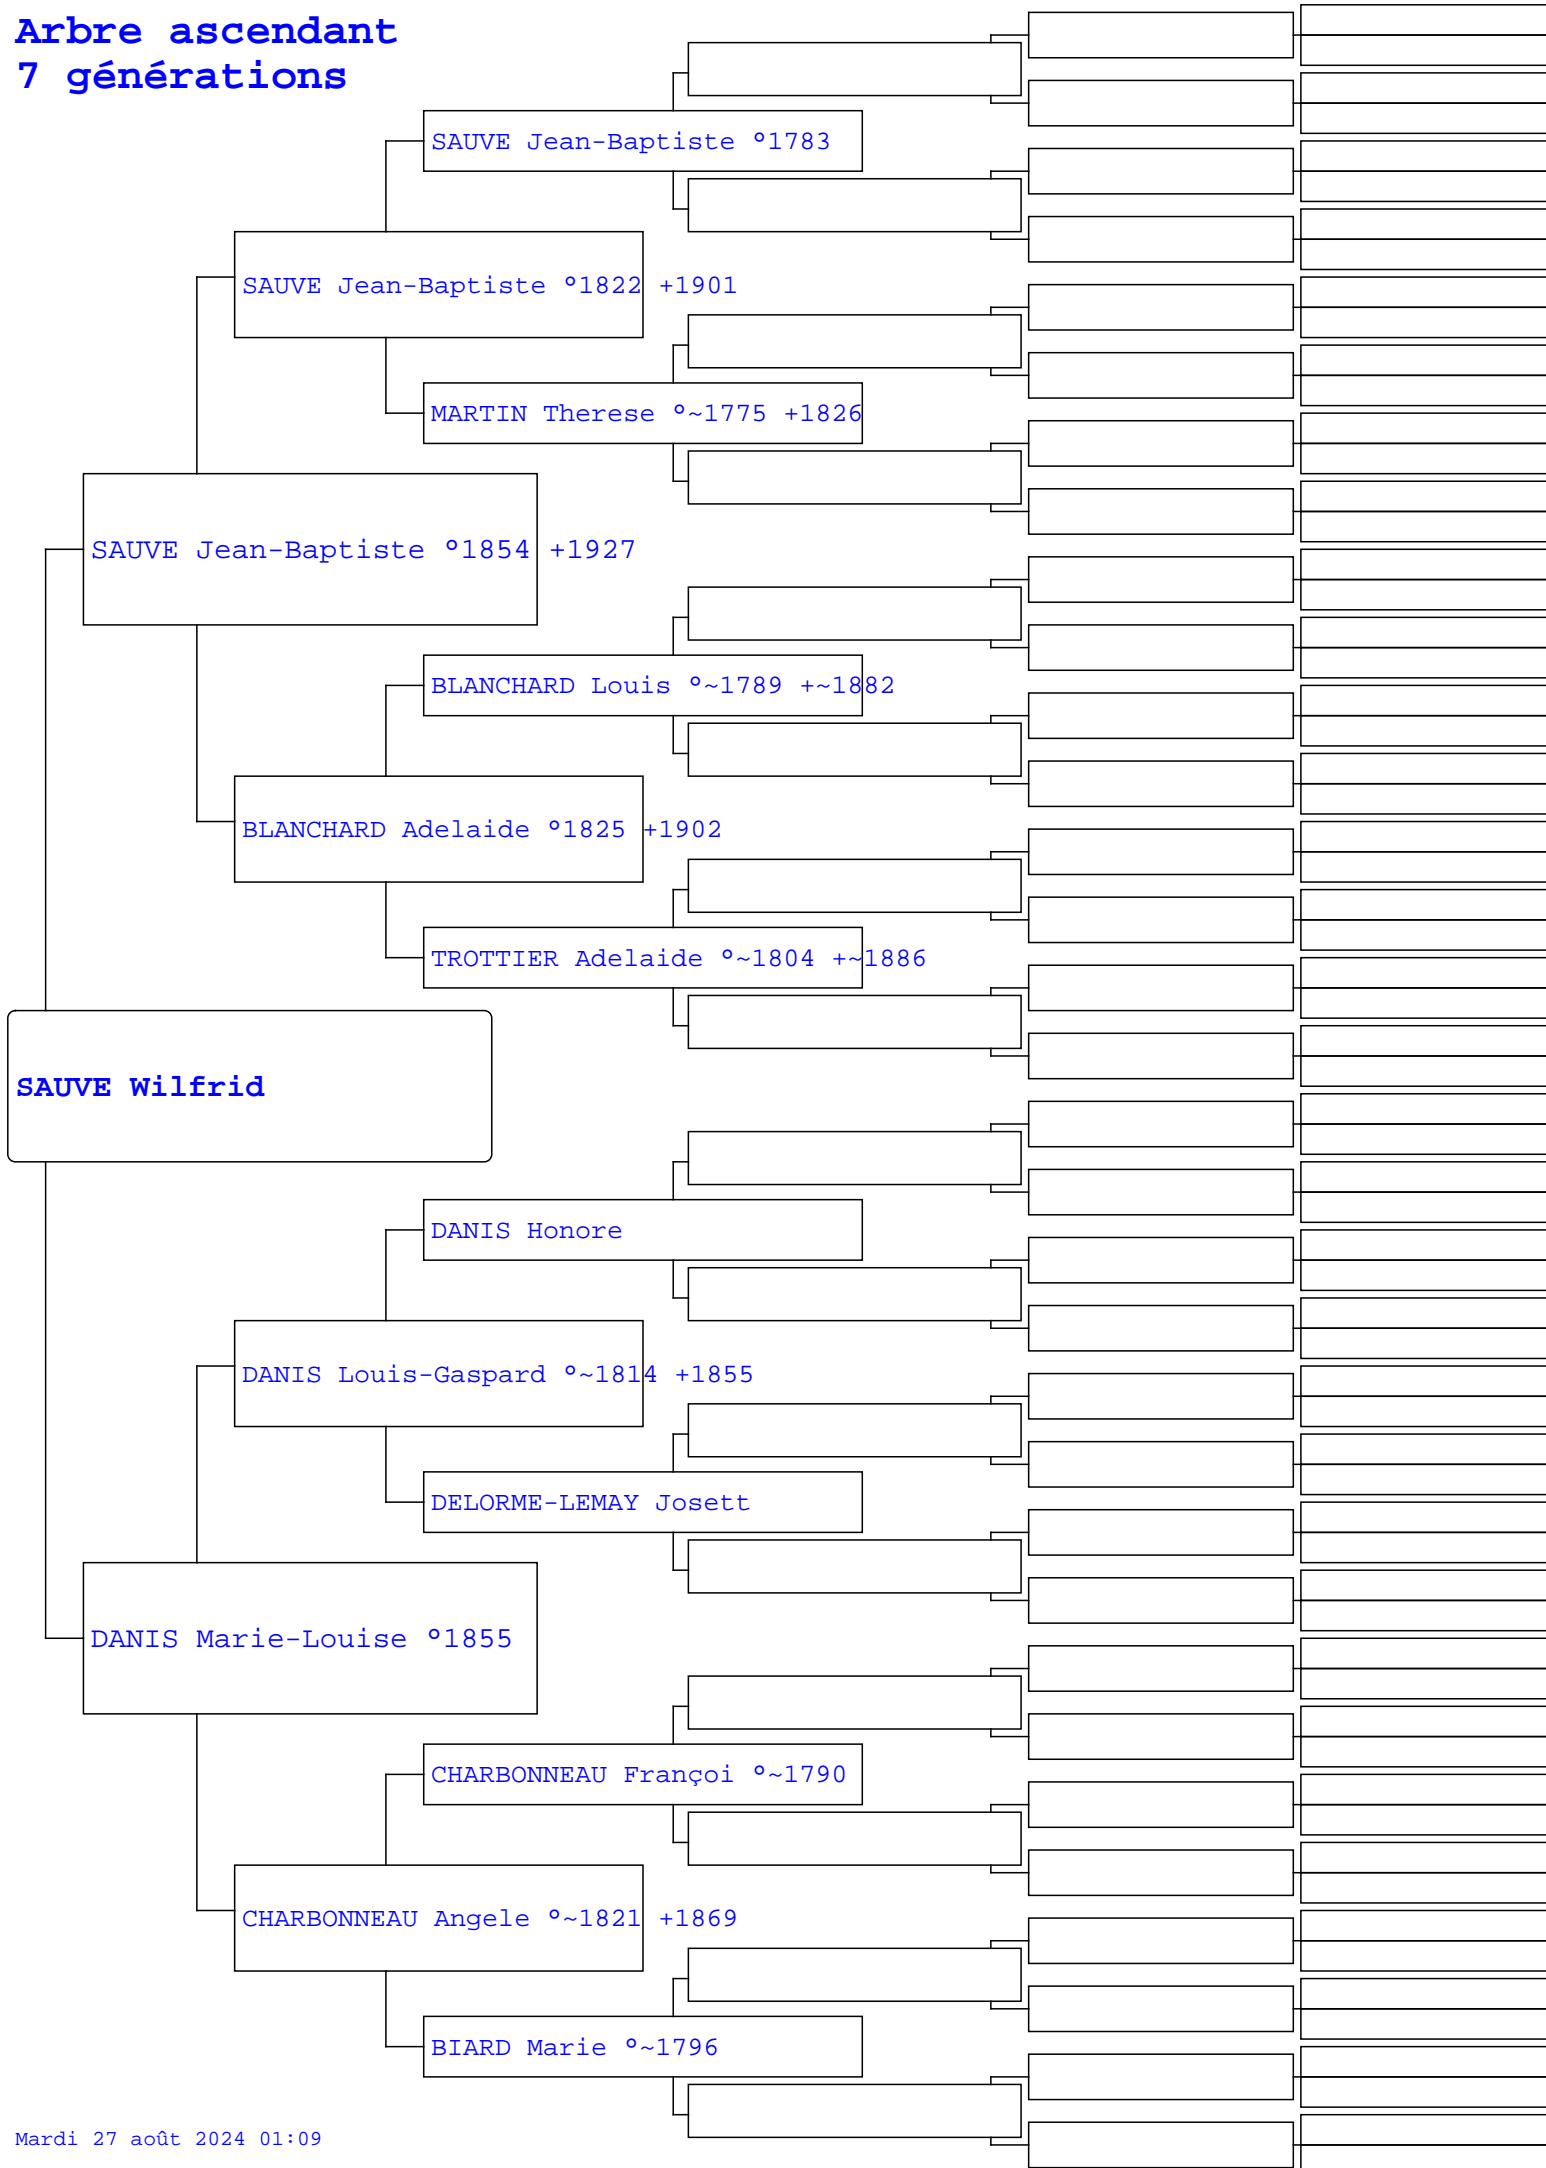 Arbre ascendant
7 générations
SAUVE Jean-Baptiste °1783
SAUVE Jean-Baptiste °1822 +1901
MARTIN Therese °~1775 +1826
SAUVE Jean-Baptiste °1854 +1927
BLANCHARD Louis °~1789 +~1882
BLANCHARD Adelaide °1825 +1902
TROTTIER Adelaide °~1804 +~1886
SAUVE Wilfrid
DANIS Honore
DANIS Louis-Gaspard °~1814 +1855
DELORME-LEMAY Josett
DANIS Marie-Louise °1855
CHARBONNEAU Françoi °~1790
CHARBONNEAU Angele °~1821 +1869
BIARD Marie °~1796
Mardi 27 août 2024 01:09